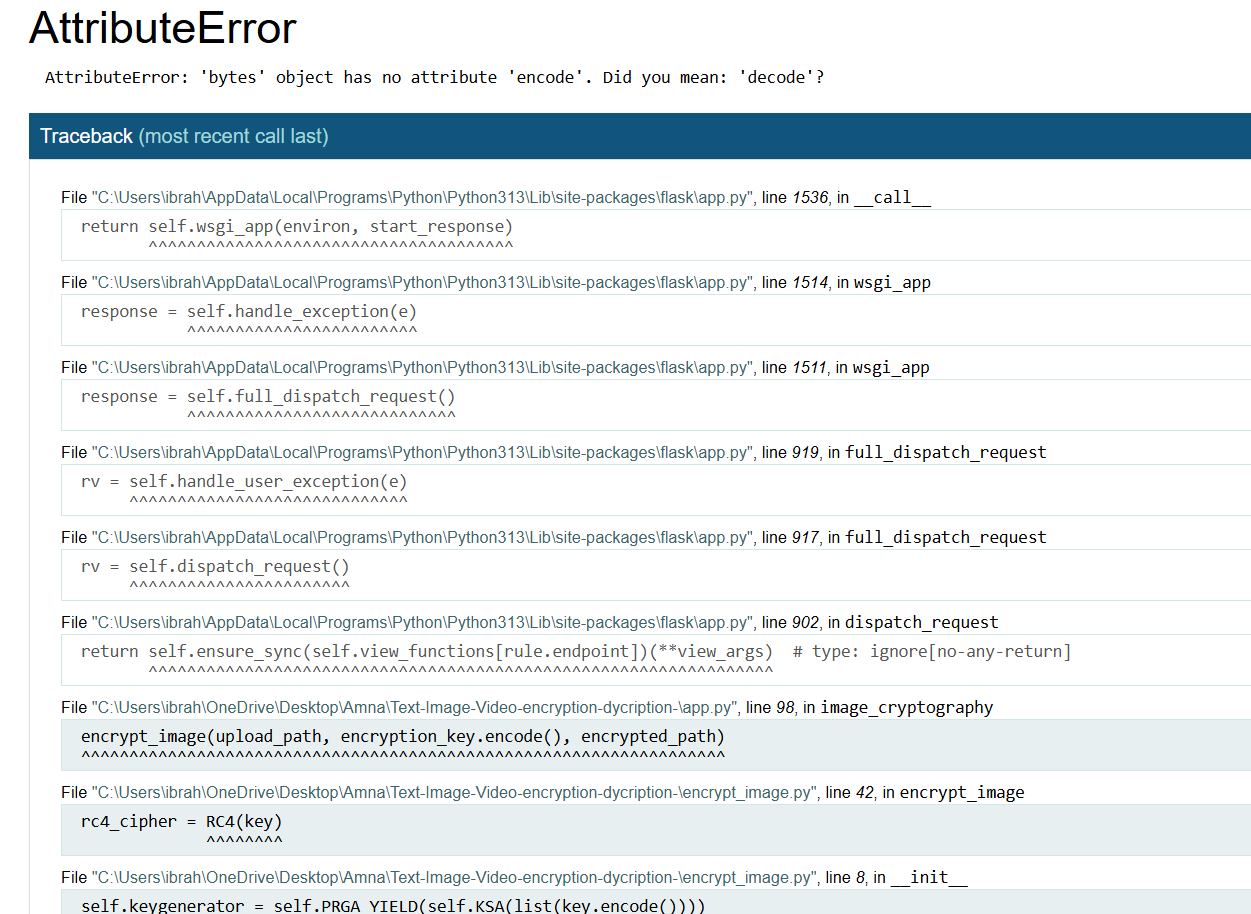 AttributeError
AttributeError: 'bytes' object has no attribute 'encode'. Did you mean: 'decode'?
Traceback (most recent call last)
File "C:\Users\ibrah\AppData\Local\Programs\Python\Python313\Lib\site-packages\flask\app.py", line 1536, in __call__
return self.wsgi_app(environ, start_response)
^^^^^^^^^^^^^^^^^^^^^^^^^^^^^^^^^^^^^^
File "C:\Users\ibrah\AppData\Local\Programs\Python\Python313\Lib\site-packages\flask\app.py", line 1514, in wsgi_app
response = self.handle_exception(e)
^^^^^^^^^^^^^^^^^^^^^^^^
File "C:\Users\ibrah\AppData\Local\Programs\Python\Python313\Lib\site-packages\flask\app.py", line 1511, in wsgi_app
response = self.full_dispatch_request()
^^^^^^^^^^^^^^^^^^^^^^^^^^^^
File "C:\Users\ibrah\AppData\Local\Programs\Python\Python313\Lib\site-packages\flask\app.py", line 919, in full_dispatch_request
rv = self.handle_user_exception(e)
^^^^^^^^^^^^^^^^^^^^^^^^^^^^^
File "C:\Users\ibrah\AppData\Local\Programs\Python\Python313\Lib\site-packages\flask\app.py", line 917, in full_dispatch_request
rv = self.dispatch_request()
^^^^^^^^^^^^^^^^^^^^^^^
File "C:\Users\ibrah\AppData\Local\Programs\Python\Python313\Lib\site-packages\flask\app.py", line 902, in dispatch_request
return self.ensure_sync(self.view_functions[rule.endpoint])(**view_args)  # type: ignore[no-any-return]
^^^^^^^^^^^^^^^^^^^^^^^^^^^^^^^^^^^^^^^^^^^^^^^^^^^^^^^^^^^^^^^^^
File "C:\Users\ibrah\OneDrive\Desktop\Amna\Text-Image-Video-encryption-dycription-\app.py", line 98, in image_cryptography
encrypt_image(upload_path, encryption_key.encode(), encrypted_path)
^^^^^^^^^^^^^^^^^^^^^^^^^^^^^^^^^^^^^^^^^^^^^^^^^^^^^^^^^^^^^^^^^^^
File "C:\Users\ibrah\OneDrive\Desktop\Amna\Text-Image-Video-encryption-dycription-\encrypt_image.py", line 42, in encrypt_image
rc4_cipher = RC4(key)
^^^^^^^^
File "C:\Users\ibrah\OneDrive\Desktop\Amna\Text-Image-Video-encryption-dycription-\encrypt_image.py", line 8, in __init__
self.keygenerator = self.PRGA_YIELD(self.KSA(list(key.encode())))